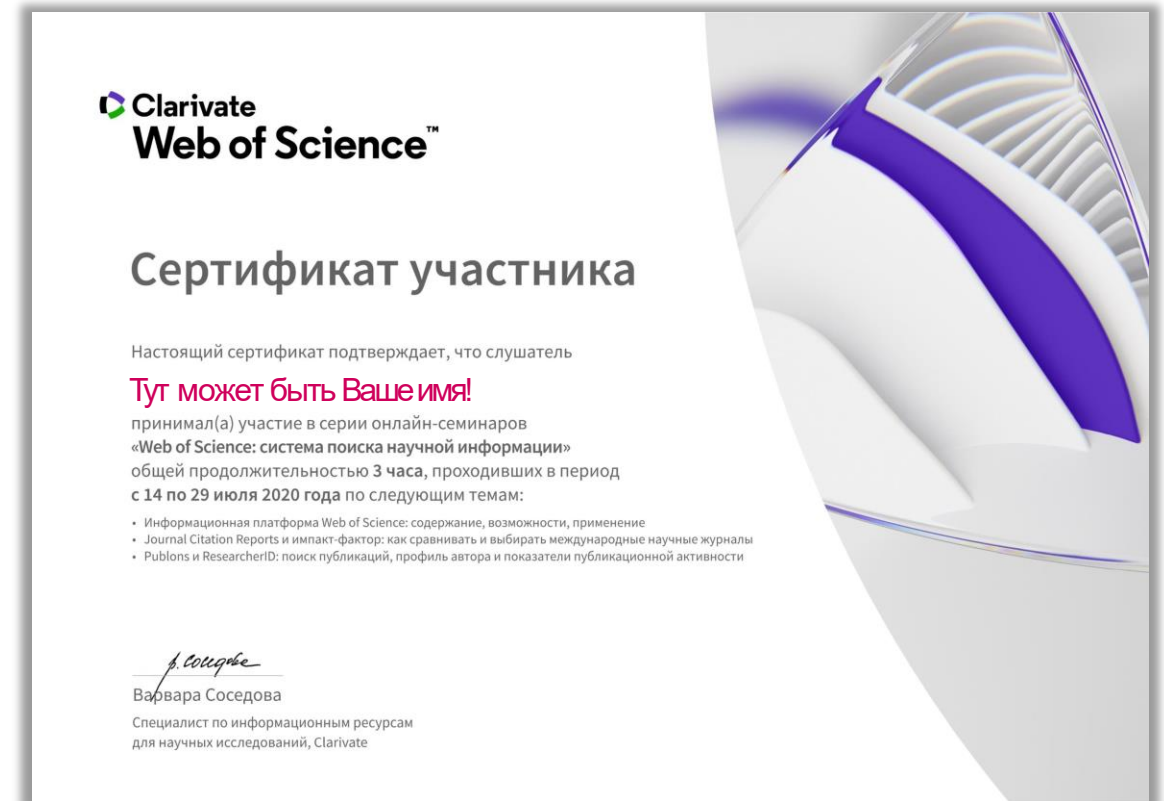 Clarivate
Web of Science™
Сертификат участника
Настоящий сертификат подтверждает, что слушатель
Тут может быть Ваше имя!
принимал(а) участие в серии онлайн-семинаров
«Web of Science: система поиска научной информации»
общей продолжительностью 3 часа, проходивших в период
с 14 по 29 июля 2020 года по следующим темам:
• Информационная платформа Web of Science: содержание, возможности, применение
• Journal Citation Reports и импакт-фактор: как сравнивать и выбирать международные научные журналы
• Publons и ResearcherID: поиск публикаций, профиль автора и показатели публикационной активности
В. Соседова
Варвара Соседова
Специалист по информационным ресурсам
для научных исследований, Clarivate